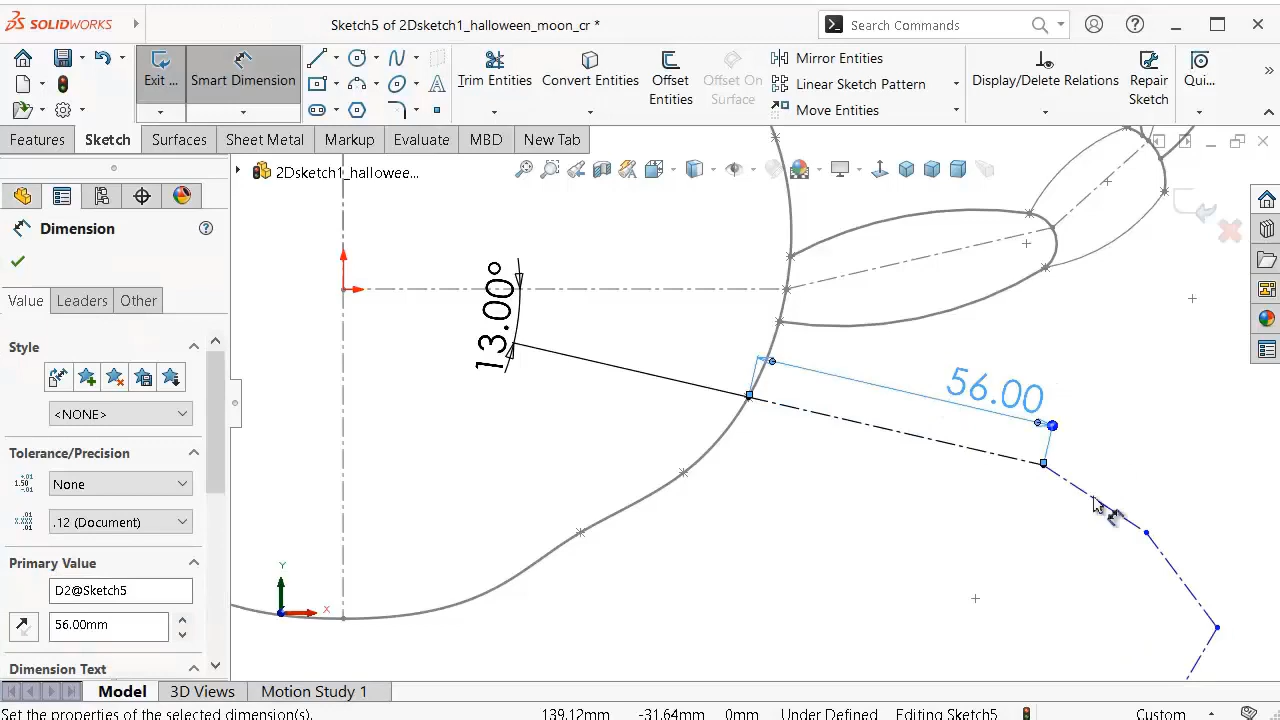 SOLIDWORKS
Sketch5 of 2Dsketch1_halloween_moon_cr *
Search Commands
Exit ...
Smart Dimension
Trim Entities
Convert Entities
Offset Entities
Offset On Surface
Mirror Entities
Linear Sketch Pattern
Move Entities
Display/Delete Relations
Repair Sketch
Qui...
Features
Sketch
Surfaces
Sheet Metal
Markup
Evaluate
MBD
New Tab
2Dsketch1_hallowee...
Dimension
Value
Leaders
Other
Style
<NONE>
Tolerance/Precision
None
.12 (Document)
Primary Value
D2@Sketch5
56.00mm
Dimension Text
13.00°
56.00
Y
X
Model
3D Views
Motion Study 1
Set the properties of the selected dimension(s).
139.12mm
-31.64mm
0mm
Under Defined
Editing Sketch5
Custom